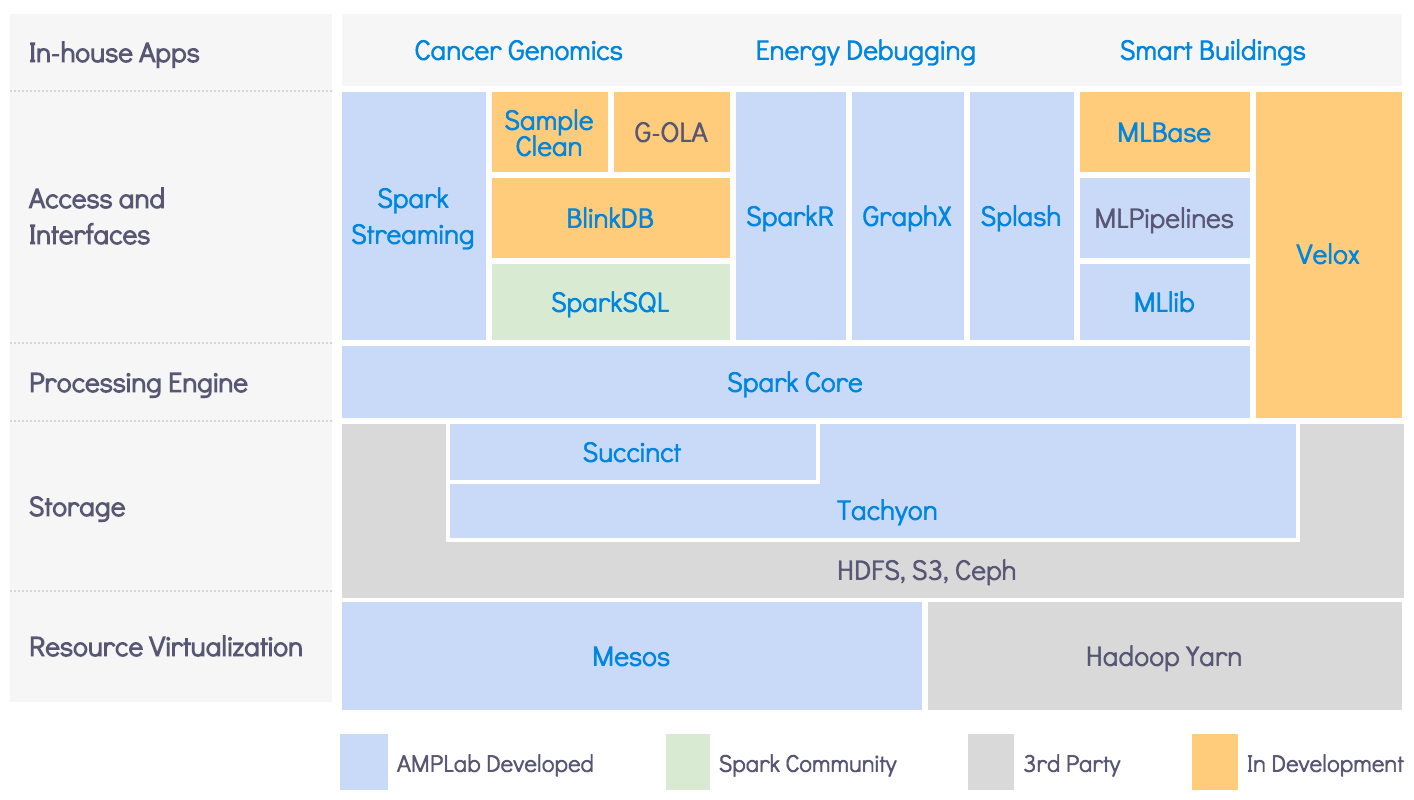 In-house Apps
Cancer Genomics
Energy Debugging
Smart Buildings
Access and
Interfaces
Spark
Streaming
Sample
Clean
G-OLA
BlinkDB
SparkSQL
SparkR
GraphX
Splash
MLBase
MLPipelines
MLlib
Velox
Processing Engine
Spark Core
Storage
Succinct
Tachyon
HDFS, S3, Ceph
Resource Virtualization
Mesos
Hadoop Yarn
AMPLab Developed
Spark Community
3rd Party
In Development